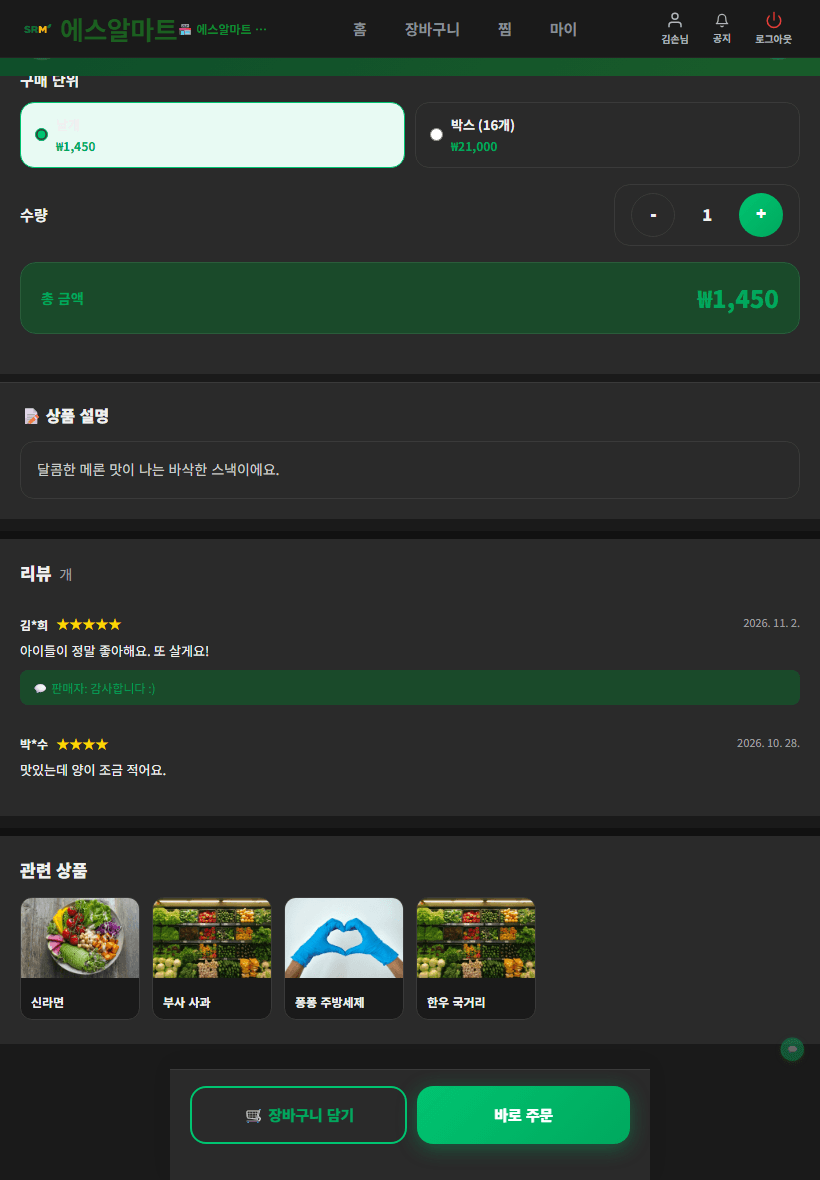 SRM 에스알마트 에스알마트 ...
홈 장바구니 찜 마이
김손님 공지 로그아웃
구매 단위
낱개
₩1,450
박스 (16개)
₩21,000
수량
- 1 +
총 금액 ₩1,450
상품 설명
달콤한 메론 맛이 나는 바삭한 스낵이에요.
리뷰 개
김*희 ★★★★★ 2026. 11. 2.
아이들이 정말 좋아해요. 또 살게요!
판매자: 감사합니다 :)
박*수 ★★★★ 2026. 10. 28.
맛있는데 양이 조금 적어요.
관련 상품
신라면
부사 사과
퐁퐁 주방세제
한우 국거리
장바구니 담기
바로 주문